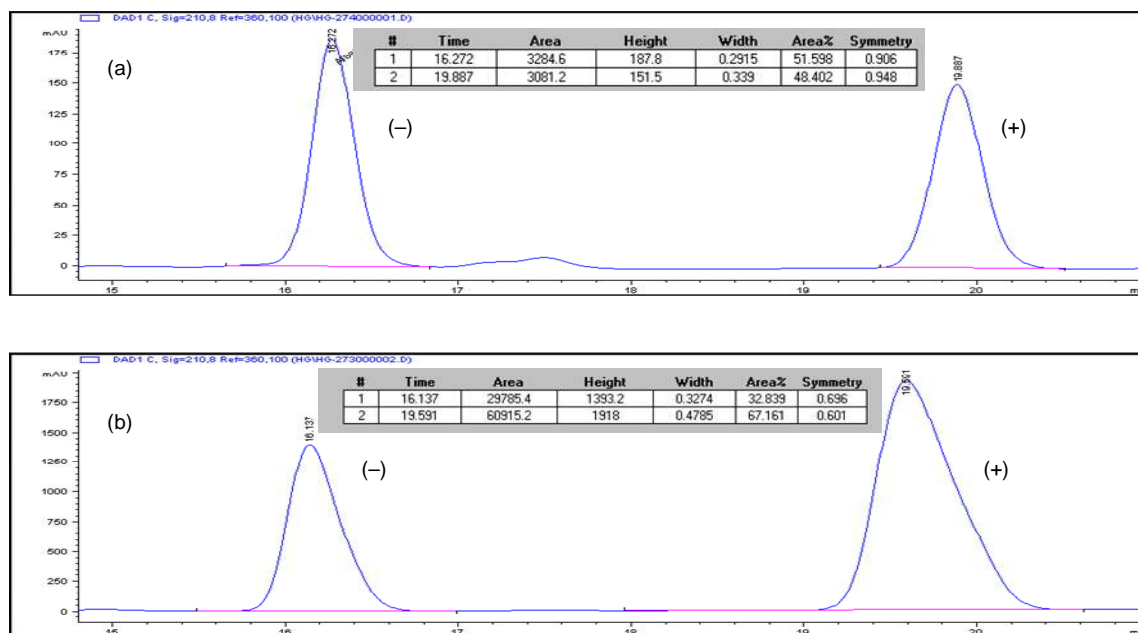 DAD1 C, Sig=210,8 Ref=360,100 (HG\HG-274000001.D)
mAU
# Time Area Height Width Area% Symmetry
1 16.272 3284.6 187.8 0.2915 51.598 0.906
2 19.887 3081.2 151.5 0.339 48.402 0.948
16.272
19.887
(a)
(–)
(+)
175
150
125
100
75
50
25
0
15 16 17 18 19 20 m
DAD1 C, Sig=210,8 Ref=360,100 (HG\HG-273000002.D)
mAU
# Time Area Height Width Area% Symmetry
1 16.137 29785.4 1393.2 0.3274 32.839 0.696
2 19.591 60915.2 1918 0.4785 67.161 0.601
16.137
19.591
(b)
(–)
(+)
1750
1500
1250
1000
750
500
250
0
15 16 17 18 19 20 m